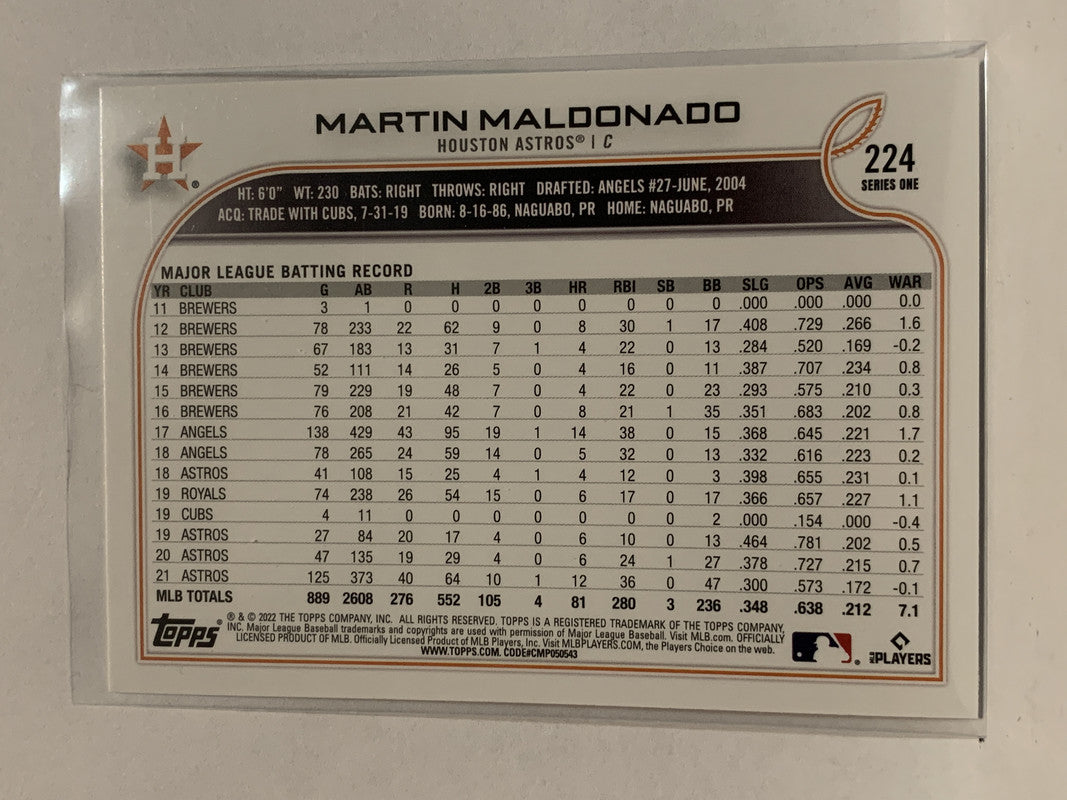 MARTIN MALDONADO
HOUSTON ASTROS® | C
H
®
224
SERIES ONE
HT: 6'0" WT: 230 BATS: RIGHT THROWS: RIGHT DRAFTED: ANGELS #27-JUNE, 2004
ACQ: TRADE WITH CUBS, 7-31-19 BORN: 8-16-86, NAGUABO, PR HOME: NAGUABO, PR
MAJOR LEAGUE BATTING RECORD
YR CLUB G AB R H 2B 3B HR RBI SB BB SLG OPS AVG WAR
11 BREWERS 3 1 0 0 0 0 0 0 0 0 .000 .000 .000 0.0
12 BREWERS 78 233 22 62 9 0 8 30 1 17 .408 .729 .266 1.6
13 BREWERS 67 183 13 31 7 1 4 22 0 13 .284 .520 .169 -0.2
14 BREWERS 52 111 14 26 5 0 4 16 0 11 .387 .707 .234 0.8
15 BREWERS 79 229 19 48 7 0 4 22 0 23 .293 .575 .210 0.3
16 BREWERS 76 208 21 42 7 0 8 21 1 35 .351 .683 .202 0.8
17 ANGELS 138 429 43 95 19 1 14 38 0 15 .368 .645 .221 1.7
18 ANGELS 78 265 24 59 14 0 5 32 0 13 .332 .616 .223 0.2
18 ASTROS 41 108 15 25 4 1 4 12 0 3 .398 .655 .231 0.1
19 ROYALS 74 238 26 54 15 0 6 17 0 17 .366 .657 .227 1.1
19 CUBS 4 11 0 0 0 0 0 0 0 2 .000 .154 .000 -0.4
19 ASTROS 27 84 20 17 4 0 6 10 0 13 .464 .781 .202 0.5
20 ASTROS 47 135 19 29 4 0 6 24 1 27 .378 .727 .215 0.7
21 ASTROS 125 373 40 64 10 1 12 36 0 47 .300 .573 .172 -0.1
MLB TOTALS 889 2608 276 552 105 4 81 280 3 236 .348 .638 .212 7.1
topps
® & © 2022 THE TOPPS COMPANY, INC. ALL RIGHTS RESERVED. TOPPS IS A REGISTERED TRADEMARK OF THE TOPPS COMPANY,
INC. Major League Baseball trademarks and copyrights are used with permission of Major League Baseball. Visit MLB.com. OFFICIALLY
LICENSED PRODUCT OF MLB. Officially Licensed Product of MLB Players, Inc. Visit MLBPLAYERS.COM, the Players Choice on the web.
WWW.TOPPS.COM. CODE#CMP050543
MLB PLAYERS